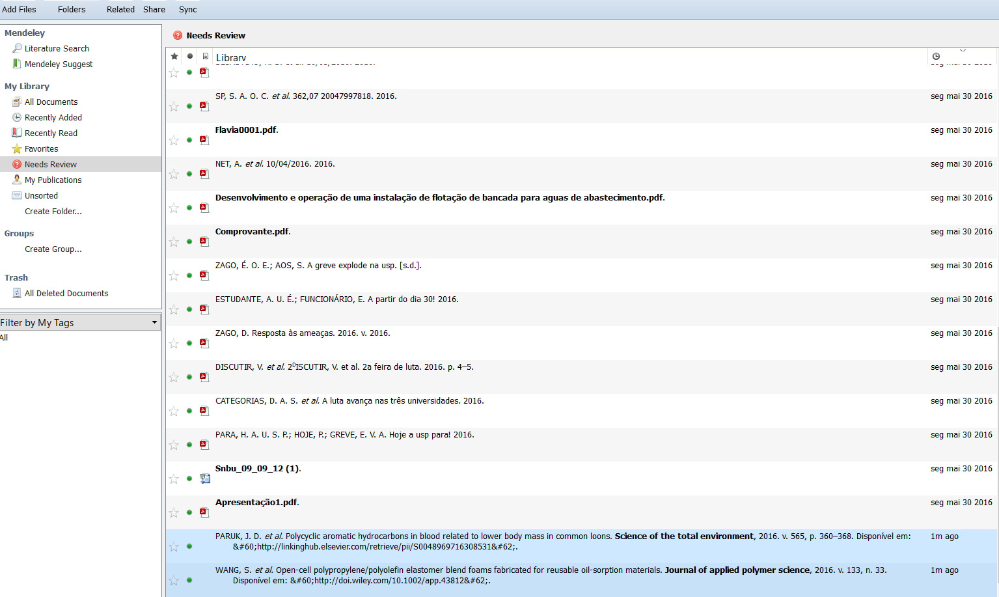 Add Files Folders Related Share Sync
Mendeley
Literature Search
Mendeley Suggest
My Library
All Documents
Recently Added
Recently Read
Favorites
Needs Review
My Publications
Unsorted
Create Folder...
Groups
Create Group...
Trash
All Deleted Documents
Filter by My Tags
All
Needs Review
Library
seg mai 30 2016
SP, S. A. O. C. et al. 362,07 20047997818. 2016. seg mai 30 2016
Flavia0001.pdf. seg mai 30 2016
NET, A. et al. 10/04/2016. 2016. seg mai 30 2016
Desenvolvimento e operação de uma instalação de flotação de bancada para aguas de abastecimento.pdf. seg mai 30 2016
Comprovante.pdf. seg mai 30 2016
ZAGO, É. O. E.; AOS, S. A greve explode na usp. [s.d.]. seg mai 30 2016
ESTUDANTE, A. U. É.; FUNCIONÁRIO, E. A partir do dia 30! 2016. seg mai 30 2016
ZAGO, D. Resposta às ameaças. 2016. v. 2016. seg mai 30 2016
DISCUTIR, V. et al. 2ᴰISCUTIR, V. et al. 2a feira de luta. 2016. p. 4–5. seg mai 30 2016
CATEGORIAS, D. A. S. et al. A luta avança nas três universidades. 2016. seg mai 30 2016
PARA, H. A. U. S. P.; HOJE, P.; GREVE, E. V. A. Hoje a usp para! 2016. seg mai 30 2016
Snbu_09_09_12 (1). seg mai 30 2016
Apresentação1.pdf. seg mai 30 2016
PARUK, J. D. et al. Polycyclic aromatic hydrocarbons in blood related to lower body mass in common loons. Science of the total environment, 2016. v. 565, p. 360–368. Disponível em: 1m ago
&#60;http://linkinghub.elsevier.com/retrieve/pii/S0048969716308531&#62;.
WANG, S. et al. Open-cell polypropylene/polyolefin elastomer blend foams fabricated for reusable oil-sorption materials. Journal of applied polymer science, 2016. v. 133, n. 33. 1m ago
Disponível em: &#60;http://doi.wiley.com/10.1002/app.43812&#62;.